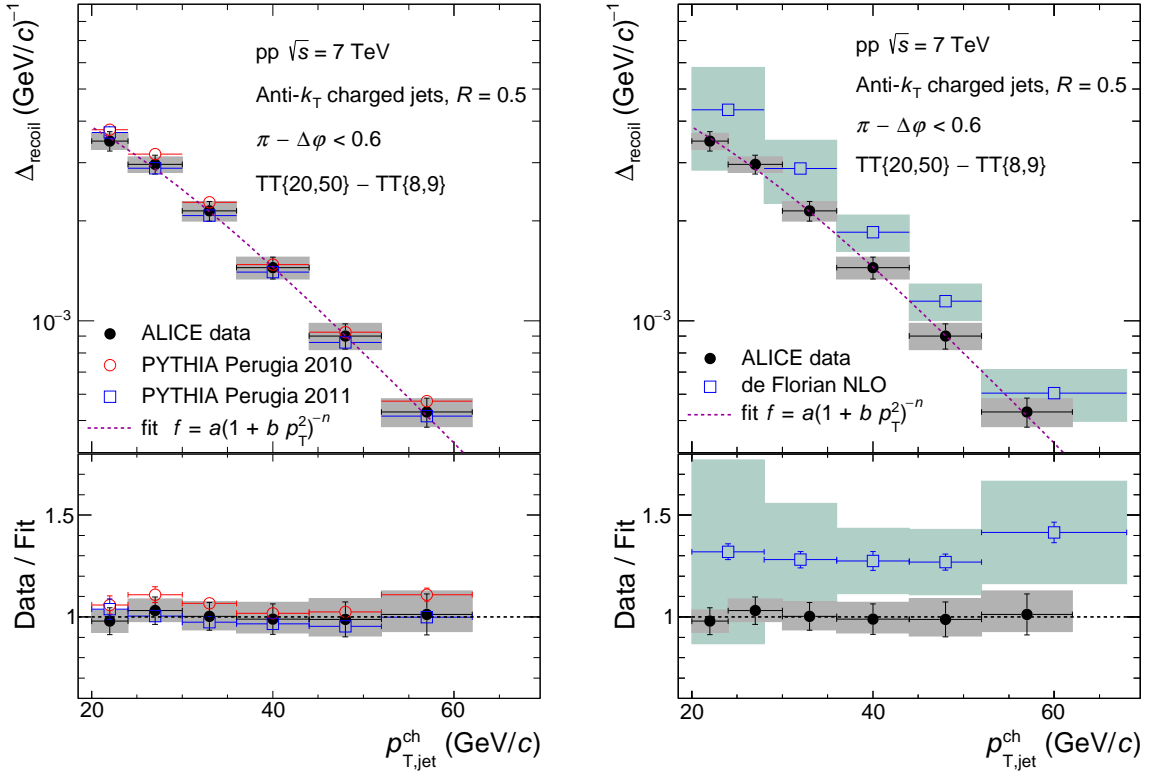 Δrecoil (GeV/c)⁻¹
pp √s = 7 TeV
Anti-kT charged jets, R = 0.5
π − Δφ < 0.6
TT{20,50} − TT{8,9}
10⁻³
ALICE data
PYTHIA Perugia 2010
PYTHIA Perugia 2011
fit f = a(1 + b p²T)⁻ⁿ
Data / Fit
1.5
1
20 40 60
pᶜʰT,jet (GeV/c)
Δrecoil (GeV/c)⁻¹
pp √s = 7 TeV
Anti-kT charged jets, R = 0.5
π − Δφ < 0.6
TT{20,50} − TT{8,9}
10⁻³
ALICE data
de Florian NLO
fit f = a(1 + b p²T)⁻ⁿ
Data / Fit
1.5
1
20 40 60
pᶜʰT,jet (GeV/c)